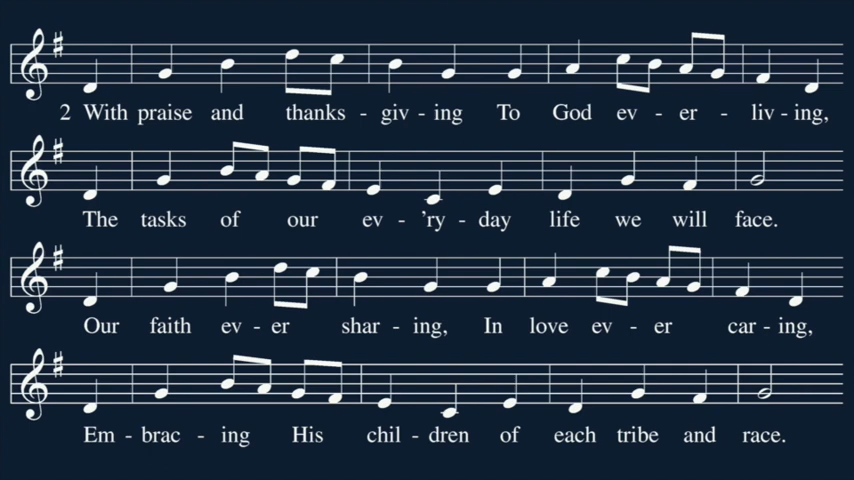 2 With praise and thanks - giv - ing To God ev - er - liv - ing,
The tasks of our ev - 'ry - day life we will face.
Our faith ev - er shar - ing, In love ev - er car - ing,
Em - brac - ing His chil - dren of each tribe and race.